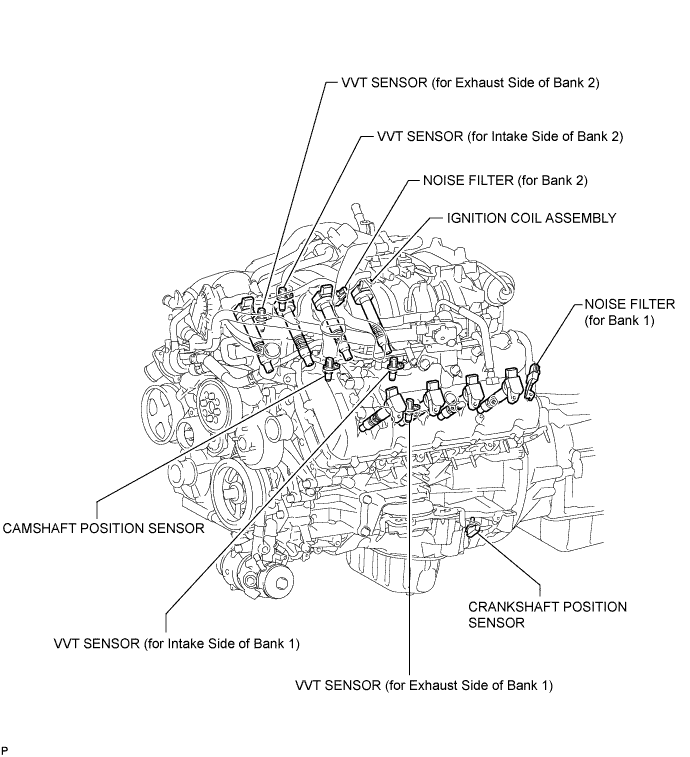 VVT SENSOR (for Exhaust Side of Bank 2)
VVT SENSOR (for Intake Side of Bank 2)
NOISE FILTER (for Bank 2)
IGNITION COIL ASSEMBLY
NOISE FILTER
(for Bank 1)
CAMSHAFT POSITION SENSOR
CRANKSHAFT POSITION
SENSOR
VVT SENSOR (for Intake Side of Bank 1)
VVT SENSOR (for Exhaust Side of Bank 1)
P